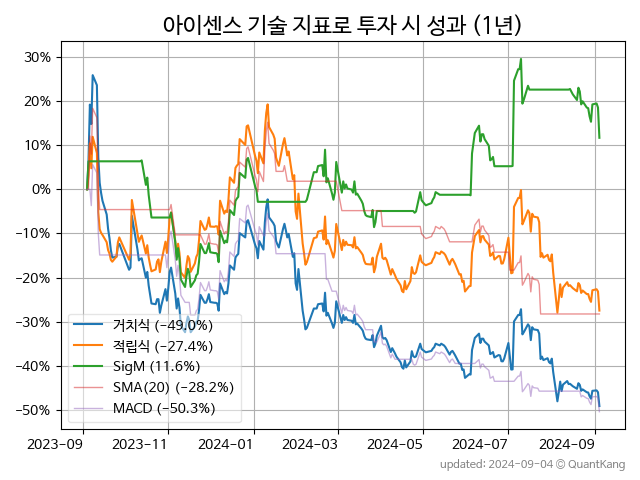 아이센스 기술 지표로 투자 시 성과 (1년)
30%
20%
10%
0%
−10%
−20%
−30%
−40%
−50%
거치식 (−49.0%)
적립식 (−27.4%)
SigM (11.6%)
SMA(20) (−28.2%)
MACD (−50.3%)
2023-09 2023-11 2024-01 2024-03 2024-05 2024-07 2024-09
updated: 2024-09-04 © QuantKang